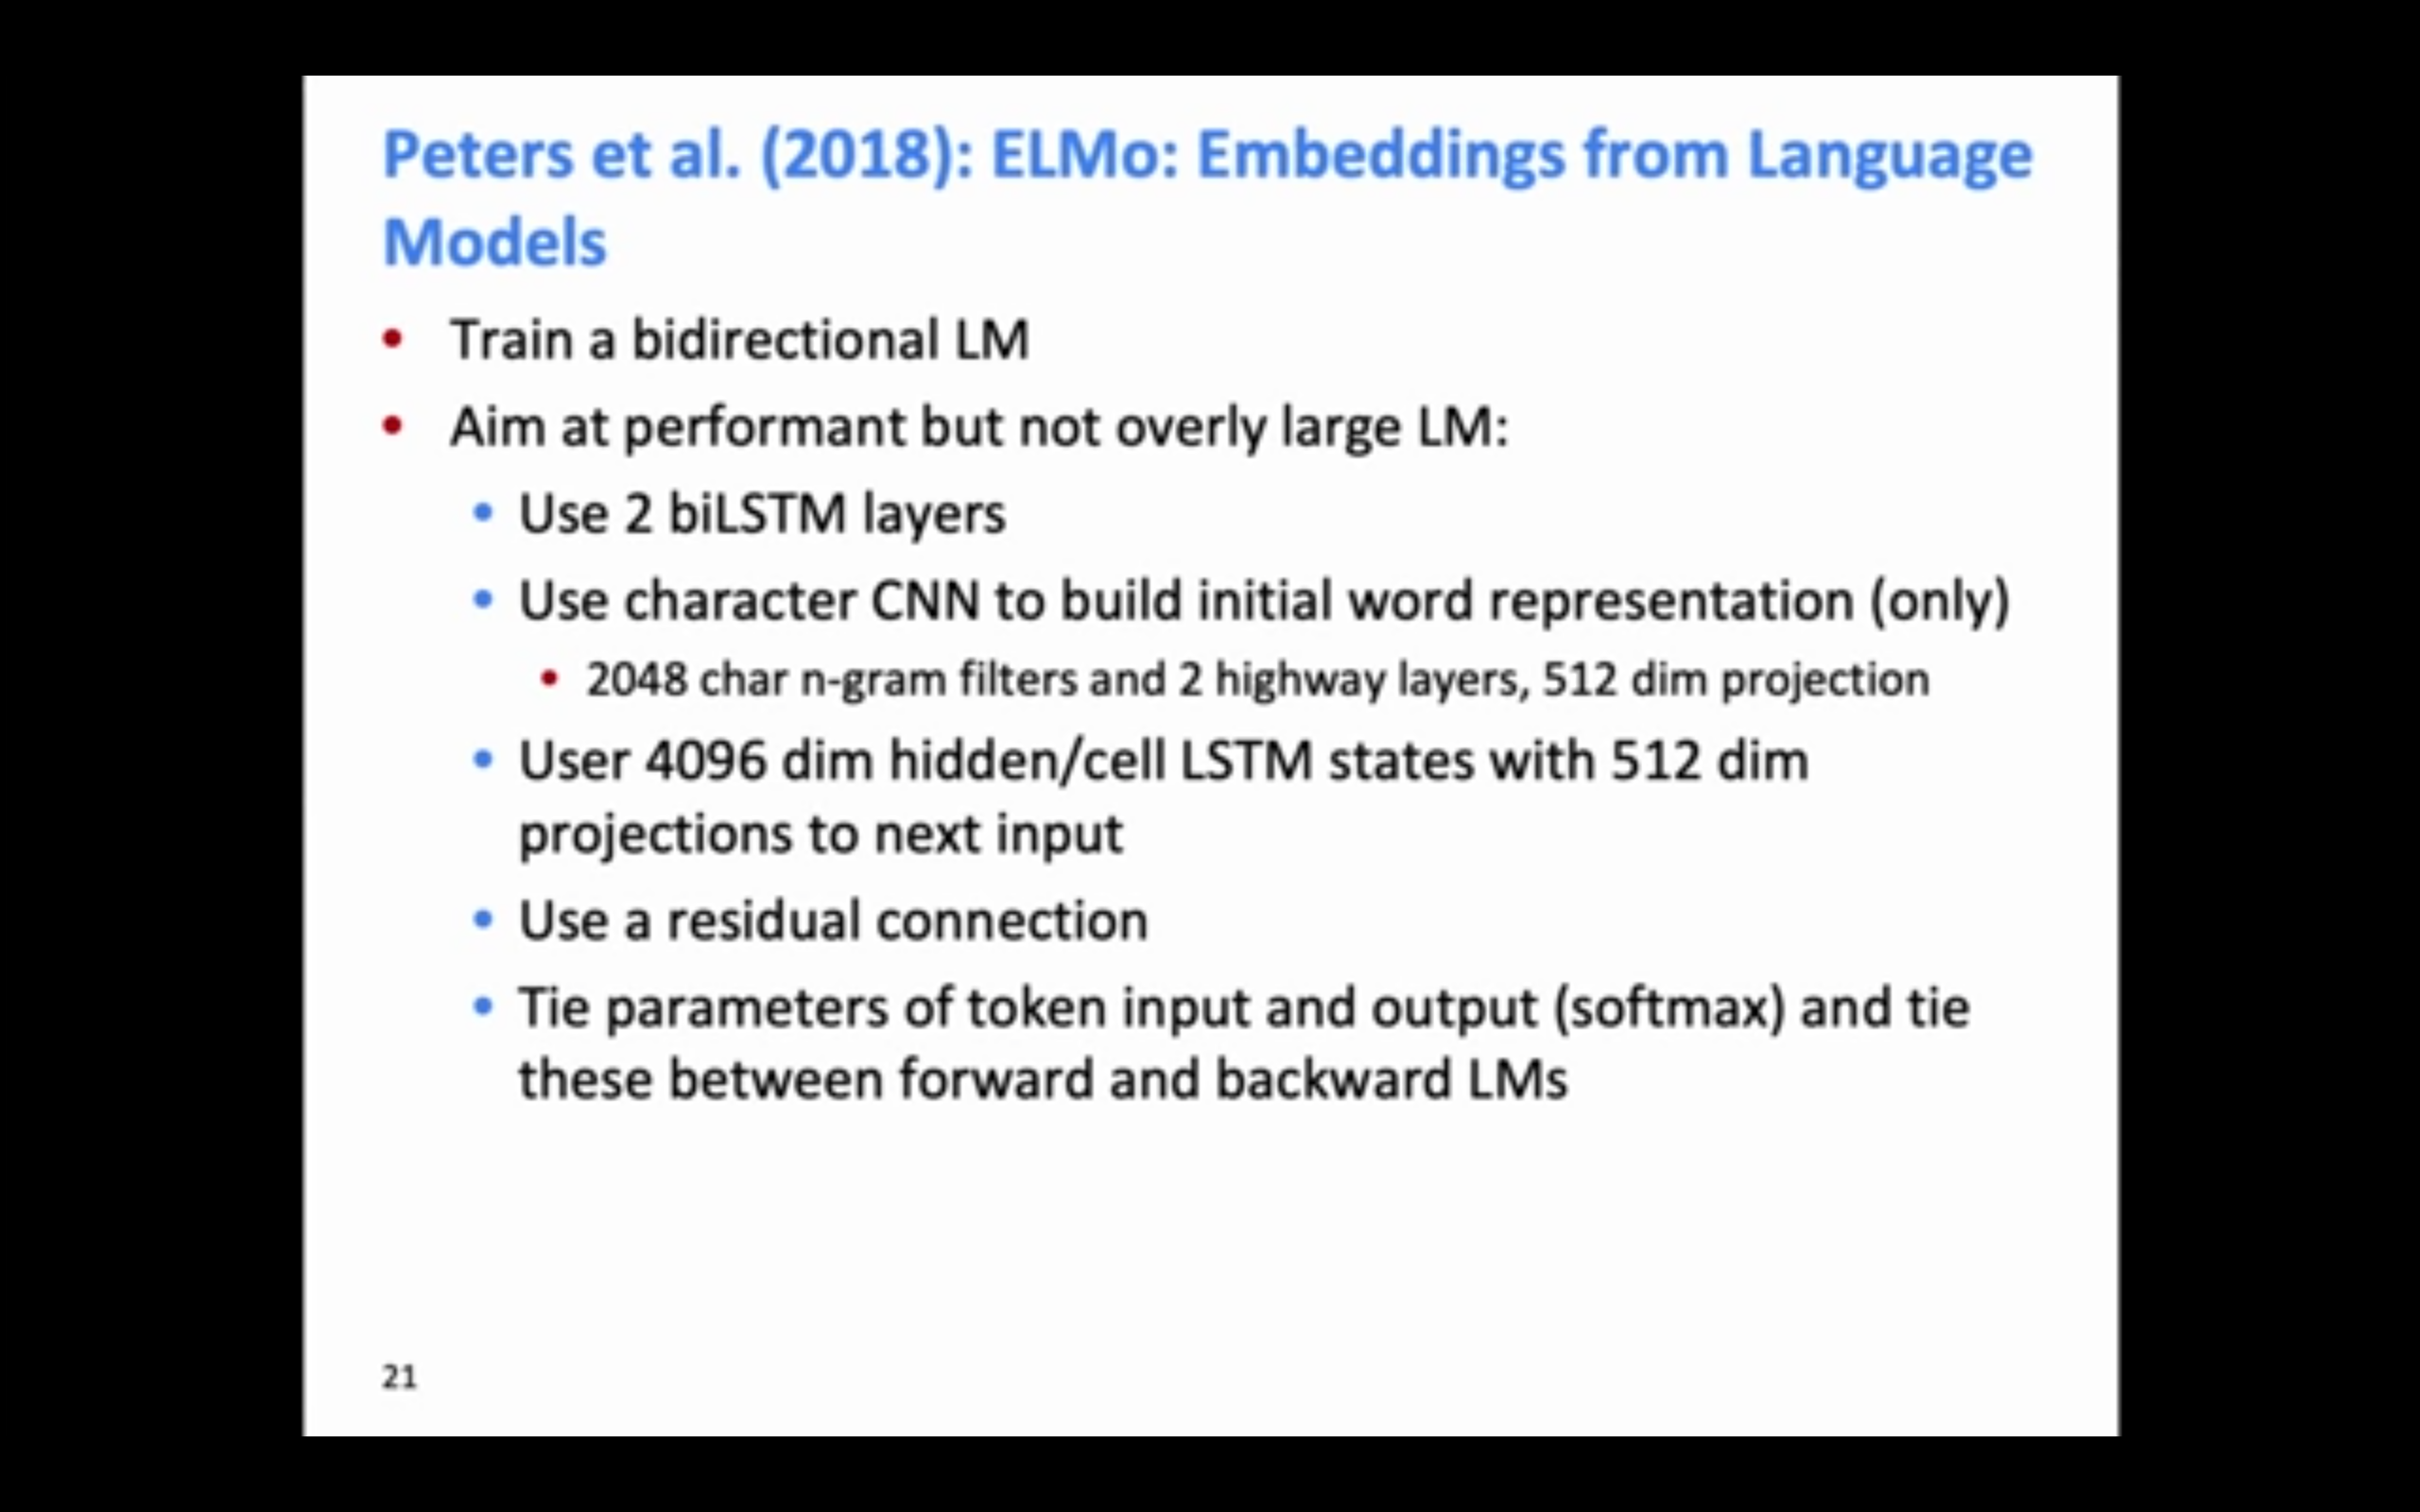 Peters et al. (2018): ELMo: Embeddings from Language
Models
• Train a bidirectional LM
• Aim at performant but not overly large LM:
• Use 2 biLSTM layers
• Use character CNN to build initial word representation (only)
• 2048 char n-gram filters and 2 highway layers, 512 dim projection
• User 4096 dim hidden/cell LSTM states with 512 dim
projections to next input
• Use a residual connection
• Tie parameters of token input and output (softmax) and tie
these between forward and backward LMs
21